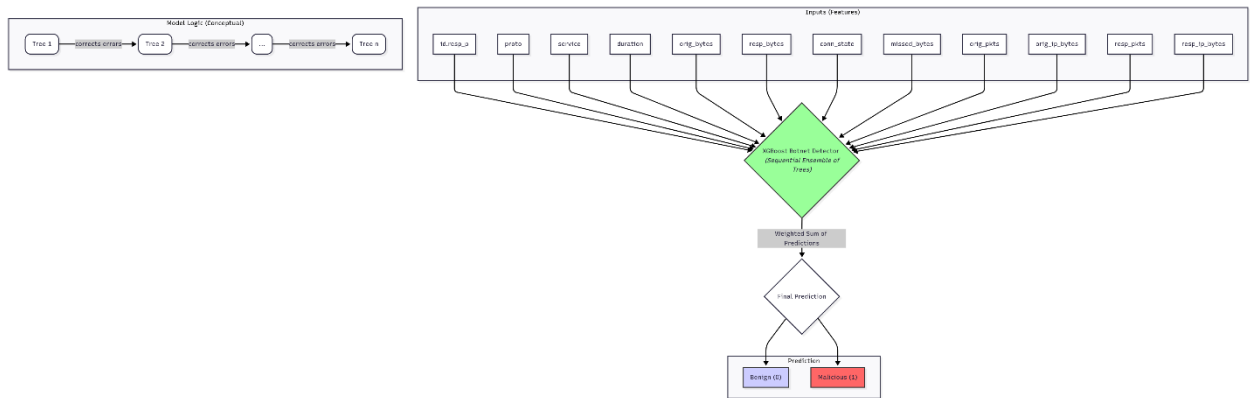 Model Logic (Conceptual)
Tree 1
corrects errors
Tree 2
corrects errors
...
corrects errors
Tree n
Inputs (Features)
id.resp_p
proto
service
duration
orig_bytes
resp_bytes
conn_state
missed_bytes
orig_pkts
orig_ip_bytes
resp_pkts
resp_ip_bytes
XGBoost Botnet Detector
(Sequential Ensemble of
Trees)
Weighted Sum of
Predictions
Final Prediction
Prediction
Benign (0)
Malicious (1)